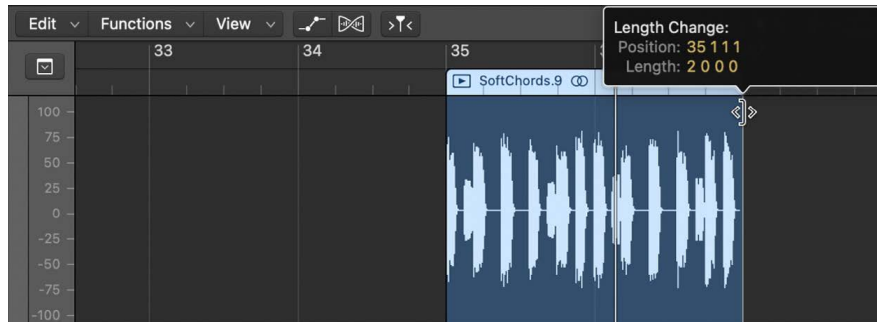 Edit Functions View
Length Change:
Position: 35 1 1 1
Length: 2 0 0 0
33 34 35
SoftChords.9
100
75
50
25
0
-25
-50
-75
-100